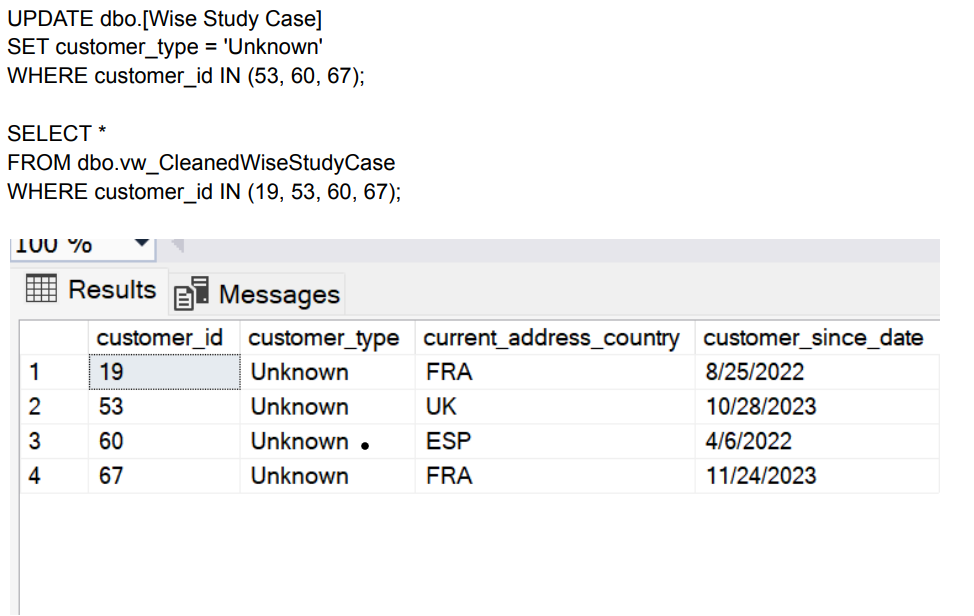 UPDATE dbo.[Wise Study Case]
SET customer_type = 'Unknown'
WHERE customer_id IN (53, 60, 67);
SELECT *
FROM dbo.vw_CleanedWiseStudyCase
WHERE customer_id IN (19, 53, 60, 67);
100 %
Results Messages
customer_id customer_type current_address_country customer_since_date
1 19 Unknown FRA 8/25/2022
2 53 Unknown UK 10/28/2023
3 60 Unknown ESP 4/6/2022
4 67 Unknown FRA 11/24/2023